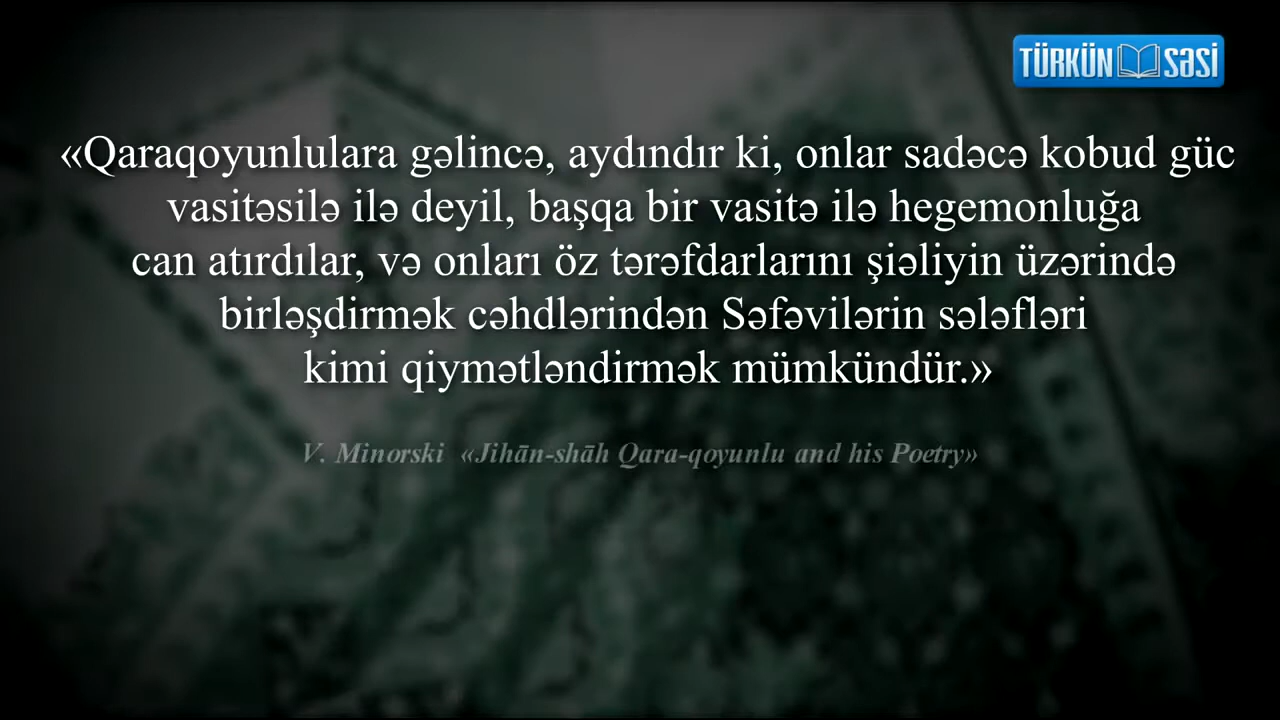 TÜRKÜN SƏSİ
«Qaraqoyunlulara gəlincə, aydındır ki, onlar sadəcə kobud güc
vasitəsilə ilə deyil, başqa bir vasitə ilə hegemonluğa
can atırdılar, və onları öz tərəfdarlarını şiəliyin üzərində
birləşdirmək cəhdlərindən Səfəvilərin sələfləri
kimi qiymətləndirmək mümkündür.»
V. Minorski «Jihān-shāh Qara-qoyunlu and his Poetry»